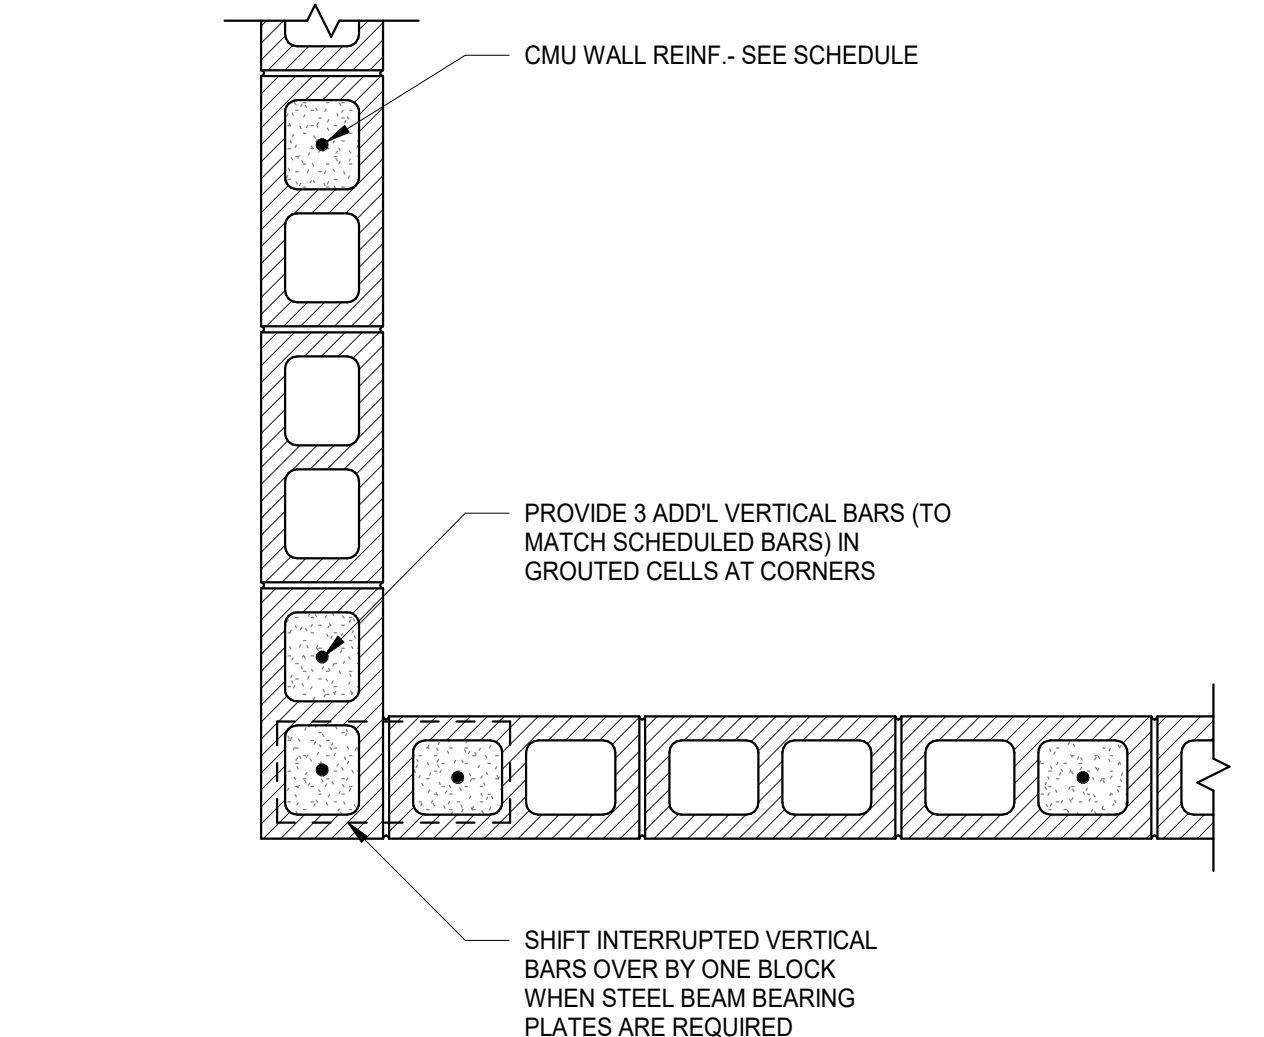 CMU WALL REINF.- SEE SCHEDULE
PROVIDE 3 ADD'L VERTICAL BARS (TO
MATCH SCHEDULED BARS) IN
GROUTED CELLS AT CORNERS
SHIFT INTERRUPTED VERTICAL
BARS OVER BY ONE BLOCK
WHEN STEEL BEAM BEARING
PLATES ARE REQUIRED